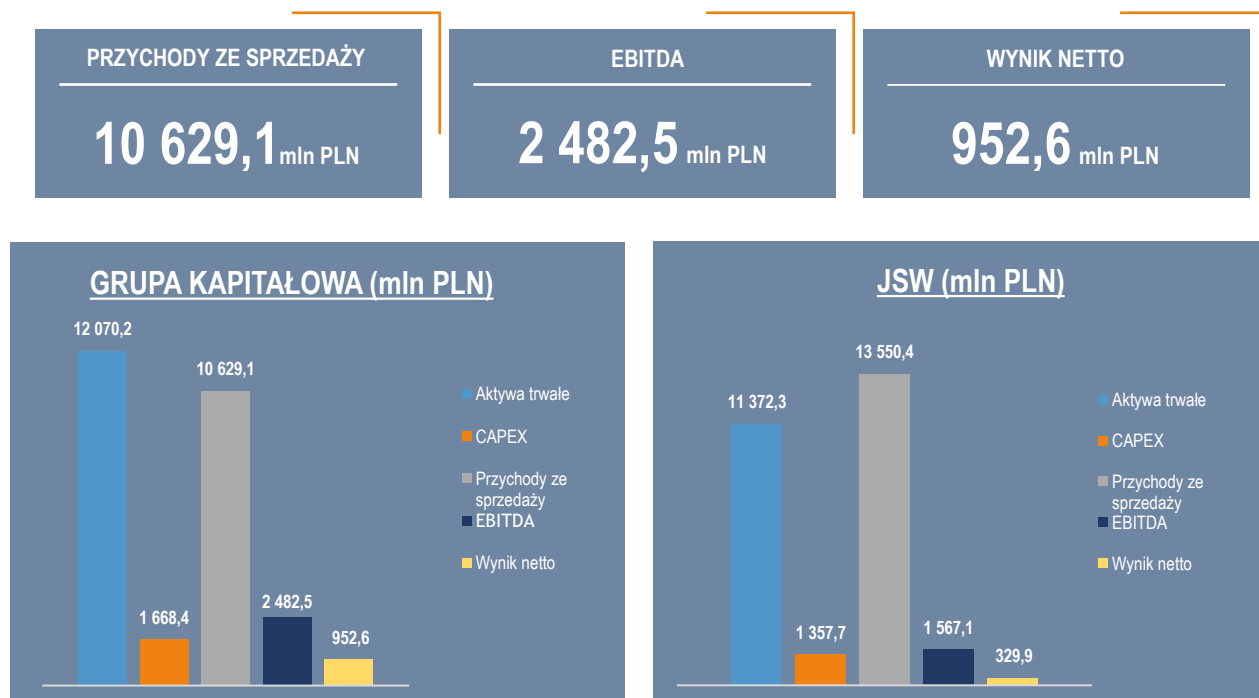 PRZYCHODY ZE SPRZEDAŻY
10 629,1 mln PLN
EBITDA
2 482,5 mln PLN
WYNIK NETTO
952,6 mln PLN
GRUPA KAPITAŁOWA (mln PLN)
12 070,2
10 629,1
1 668,4
2 482,5
952,6
Aktywa trwałe
CAPEX
Przychody ze
sprzedaży
EBITDA
Wynik netto
JSW (mln PLN)
13 550,4
11 372,3
1 357,7
1 567,1
329,9
Aktywa trwałe
CAPEX
Przychody ze
sprzedaży
EBITDA
Wynik netto